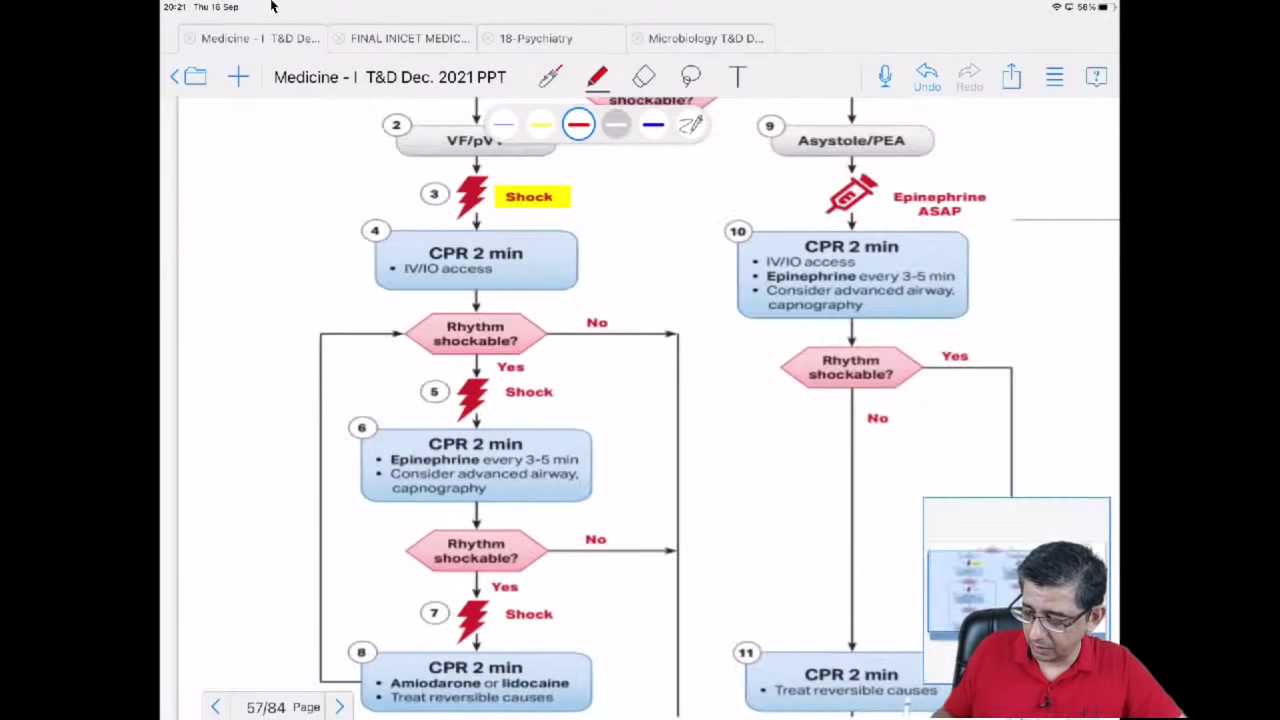 20:21 Thu 16 Sep
58%
Medicine - I T&D De...
FINAL INICET MEDIC...
18-Psychiatry
Microbiology T&D D...
Medicine - I T&D Dec. 2021 PPT
T
Undo
Redo
shockable?
2
VF/pV
3
Shock
4
CPR 2 min
• IV/IO access
Rhythm
shockable?
No
Yes
5
Shock
6
CPR 2 min
• Epinephrine every 3-5 min
• Consider advanced airway,
capnography
Rhythm
shockable?
No
Yes
7
Shock
8
CPR 2 min
• Amiodarone or lidocaine
• Treat reversible causes
9
Asystole/PEA
E
Epinephrine
ASAP
10
CPR 2 min
• IV/IO access
• Epinephrine every 3-5 min
• Consider advanced airway,
capnography
Rhythm
shockable?
Yes
No
11
CPR 2 min
• Treat reversible causes
57/84 Page